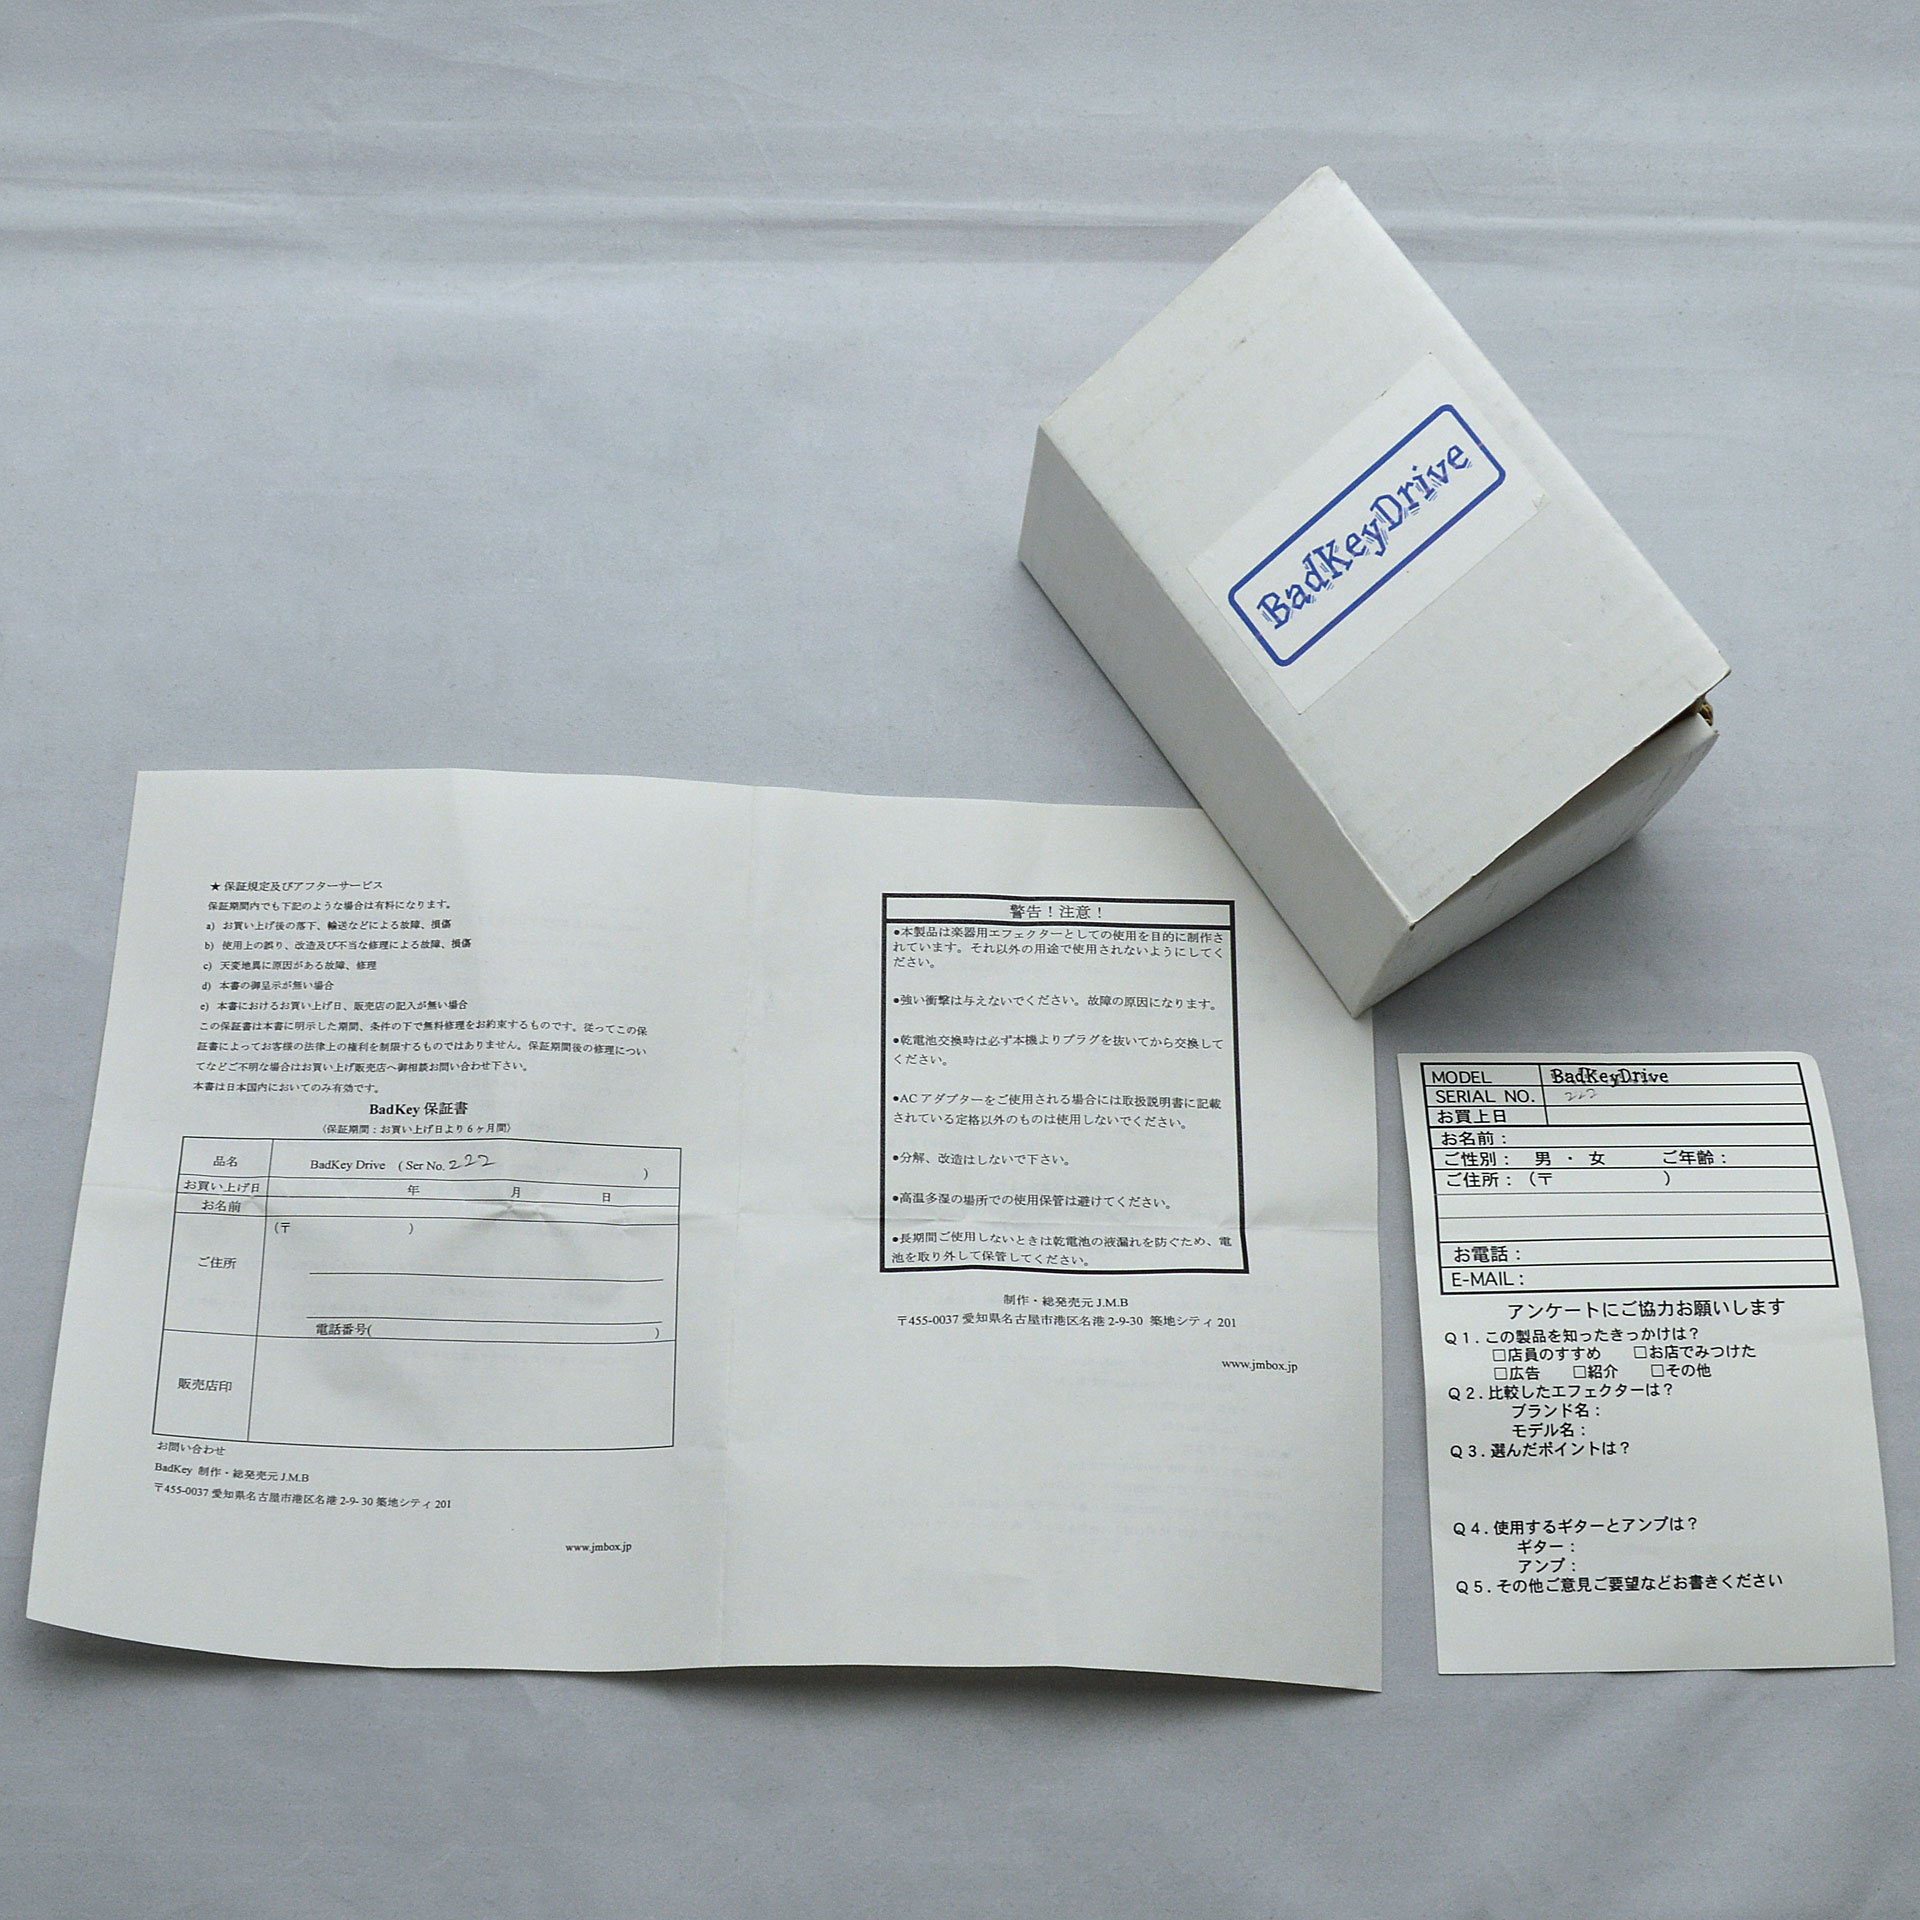 BadKeyDrive
★ 保証規定及びアフターサービス
保証期間内でも下記のような場合は有料になります。
a) お買い上げ後の落下、輸送などによる故障、損傷
b) 使用上の誤り、改造及び不当な修理による故障、損傷
c) 天変地異に原因がある故障、修理
d) 本書の御呈示が無い場合
e) 本書におけるお買い上げ日、販売店の記入が無い場合
この保証書は本書に明示した期間、条件の下で無料修理をお約束するものです。従ってこの保
証書によってお客様の法律上の権利を制限するものではありません。保証期間後の修理につい
てなどご不明な場合はお買い上げ販売店へ御相談お問い合わせ下さい。
本書は日本国内においてのみ有効です。
BadKey 保証書
（保証期間：お買い上げ日より6ヶ月間）
品名 BadKey Drive (Ser No. 222 )
お買い上げ日 年 月 日
お名前
ご住所 (〒 )
電話番号( )
販売店印
お問い合わせ
BadKey 制作・総発売元 J.M.B
〒455-0037 愛知県名古屋市港区名港 2-9-30 築地シティ 201
www.jmbox.jp
警告！注意！
●本製品は楽器用エフェクターとしての使用を目的に制作さ
れています。それ以外の用途で使用されないようにしてく
ださい。
●強い衝撃は与えないでください。故障の原因になります。
●乾電池交換時は必ず本機よりプラグを抜いてから交換して
ください。
●AC アダプターをご使用される場合には取扱説明書に記載
されている定格以外のものは使用しないでください。
●分解、改造はしないで下さい。
●高温多湿の場所での使用保管は避けてください。
●長期間ご使用しないときは乾電池の液漏れを防ぐため、電
池を取り外して保管してください。
制作・総発売元 J.M.B
〒455-0037 愛知県名古屋市港区名港 2-9-30 築地シティ 201
www.jmbox.jp
MODEL BadKeyDrive
SERIAL NO. 222
お買上日
お名前：
ご性別： 男 ・ 女 ご年齢：
ご住所：（〒 ）
お電話：
E-MAIL：
アンケートにご協力お願いします
Q１.この製品を知ったきっかけは？
□店員のすすめ □お店でみつけた
□広告 □紹介 □その他
Q２.比較したエフェクターは？
ブランド名：
モデル名：
Q３.選んだポイントは？
Q４.使用するギターとアンプは？
ギター：
アンプ：
Q５.その他ご意見ご要望などお書きください